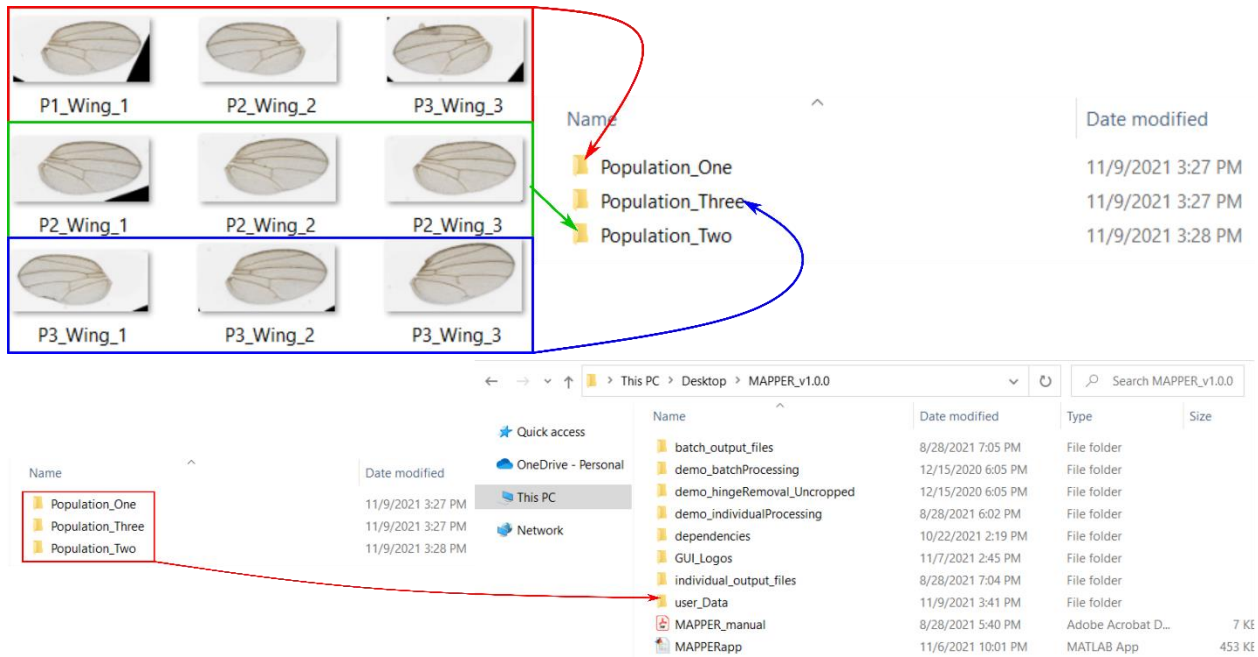 P1_Wing_1 P2_Wing_2 P3_Wing_3
P2_Wing_1 P2_Wing_2 P2_Wing_3
P3_Wing_1 P3_Wing_2 P3_Wing_3
Name Date modified
Population_One 11/9/2021 3:27 PM
Population_Three 11/9/2021 3:27 PM
Population_Two 11/9/2021 3:28 PM
Name Date modified
Population_One 11/9/2021 3:27 PM
Population_Three 11/9/2021 3:27 PM
Population_Two 11/9/2021 3:28 PM
This PC > Desktop > MAPPER_v1.0.0 Search MAPPER_v1.0.0
Quick access
OneDrive - Personal
This PC
Network
Name Date modified Type Size
batch_output_files 8/28/2021 7:05 PM File folder
demo_batchProcessing 12/15/2020 6:05 PM File folder
demo_hingeRemoval_Uncropped 12/15/2020 6:05 PM File folder
demo_individualProcessing 8/28/2021 6:02 PM File folder
dependencies 10/22/2021 2:19 PM File folder
GUI_Logos 11/7/2021 2:45 PM File folder
individual_output_files 8/28/2021 7:04 PM File folder
user_Data 11/9/2021 3:41 PM File folder
MAPPER_manual 8/28/2021 5:40 PM Adobe Acrobat D... 7 KB
MAPPERapp 11/6/2021 10:01 PM MATLAB App 453 KB